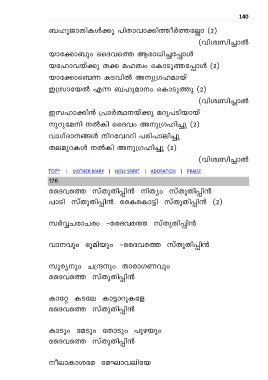 140
ബഹുജാതികൾക്കു പിതാവാക്കിത്തീർന്നല്ലോ (2)
(വിശ്വസിച്ചാൽ
യാക്കോബും ദൈവത്തെ ആരാധിച്ചപ്പോൾ
യഹോവയ്ക്കു തക്ക മഹത്വം കൊടുത്തപ്പോൾ (2)
യാക്കോബെന്ന കടവിൽ അനുഗ്രഹമായ്
ഇസ്രായേൽ എന്ന ബഹുമാനം കൊടുത്തു (2)
(വിശ്വസിച്ചാൽ
ഇസഹാക്കിൻ പ്രാർത്ഥനയ്ക്കു മറുപടിയായ്
നൂറുമേനി നൽകി ദൈവം അനുഗ്രഹിച്ചു (2)
വാഗ്ദാനങ്ങൾ നിറവേററി പരിപാലിച്ചു
തലമുറകൾ നൽകി അനുഗ്രഹിച്ചു (2)
(വിശ്വസിച്ചാൽ
TOP^ | MOTHER MARY | HOLY SPIRIT | ADORATION | PRAISE
176
ദൈവത്തെ സ്തുതിപ്പിൻ നിത്യം സ്തുതിപ്പിൻ
പാടി സ്തുതിപ്പിൻ കൈകൊട്ടി സ്തുതിപ്പിൻ (2)
സർവ്വചരാചരം -ദൈവത്തെ സ്തുതിപ്പിൻ
വാനവും ഭൂമിയും -ദൈവത്തെ സ്തുതിപ്പിൻ
സൂര്യനും ചന്ദ്രനും താരാഗണവും
ദൈവത്തെ സ്തുതിപ്പിൻ
കാറ്റേ കടലേ കാട്ടാറുകളേ
ദൈവത്തെ സ്തുതിപ്പിൻ
കാടും മേടും തോടും പുഴയും
ദൈവത്തെ സ്തുതിപ്പിൻ
നീലാകാശമേ മേഘാവലിയേ